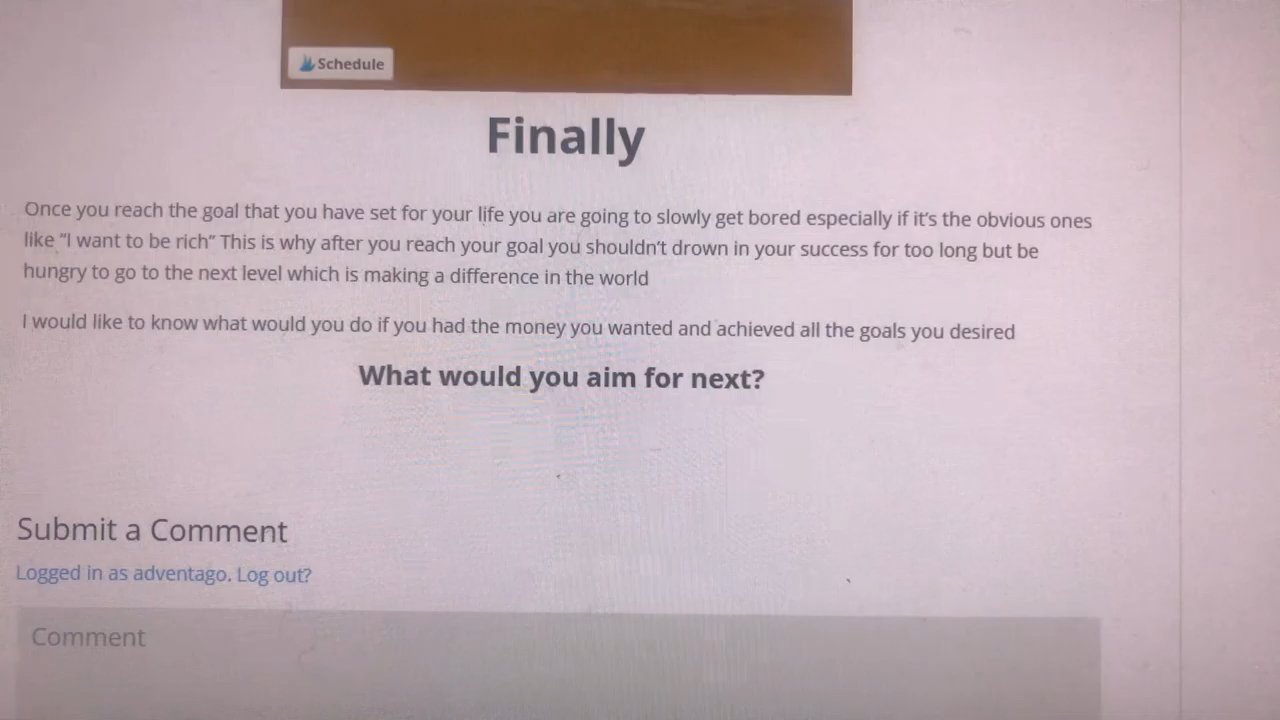 Schedule
Finally
Once you reach the goal that you have set for your life you are going to slowly get bored especially if it's the obvious ones
like "I want to be rich" This is why after you reach your goal you shouldn't drown in your success for too long but be
hungry to go to the next level which is making a difference in the world
I would like to know what would you do if you had the money you wanted and achieved all the goals you desired
What would you aim for next?
Submit a Comment
Logged in as adventago. Log out?
Comment